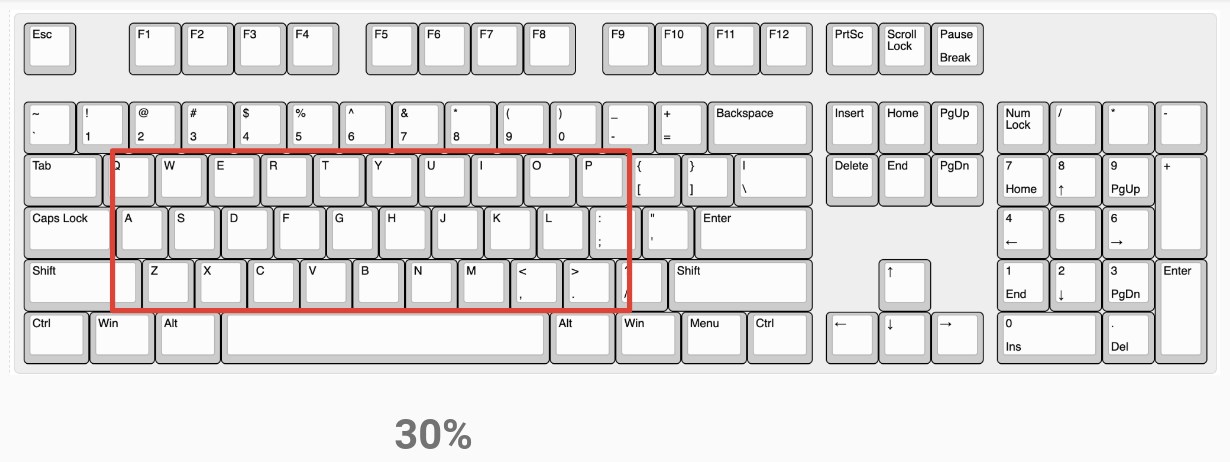 Esc F1 F2 F3 F4 F5 F6 F7 F8 F9 F10 F11 F12 PrtSc Scroll Lock Pause Break
~ ` ! 1 @ 2 # 3 $ 4 % 5 ^ 6 & 7 * 8 ( 9 ) 0 _ - + = Backspace Insert Home PgUp Num Lock / * -
Tab Q W E R T Y U I O P { [ } ] | \ Delete End PgDn 7 Home 8 ↑ 9 PgUp +
Caps Lock A S D F G H J K L : ; " ' Enter 4 ← 5 6 →
Shift Z X C V B N M < , > . / Shift ↑ 1 End 2 ↓ 3 PgDn Enter
Ctrl Win Alt Alt Win Menu Ctrl ← ↓ → 0 Ins . Del
30%